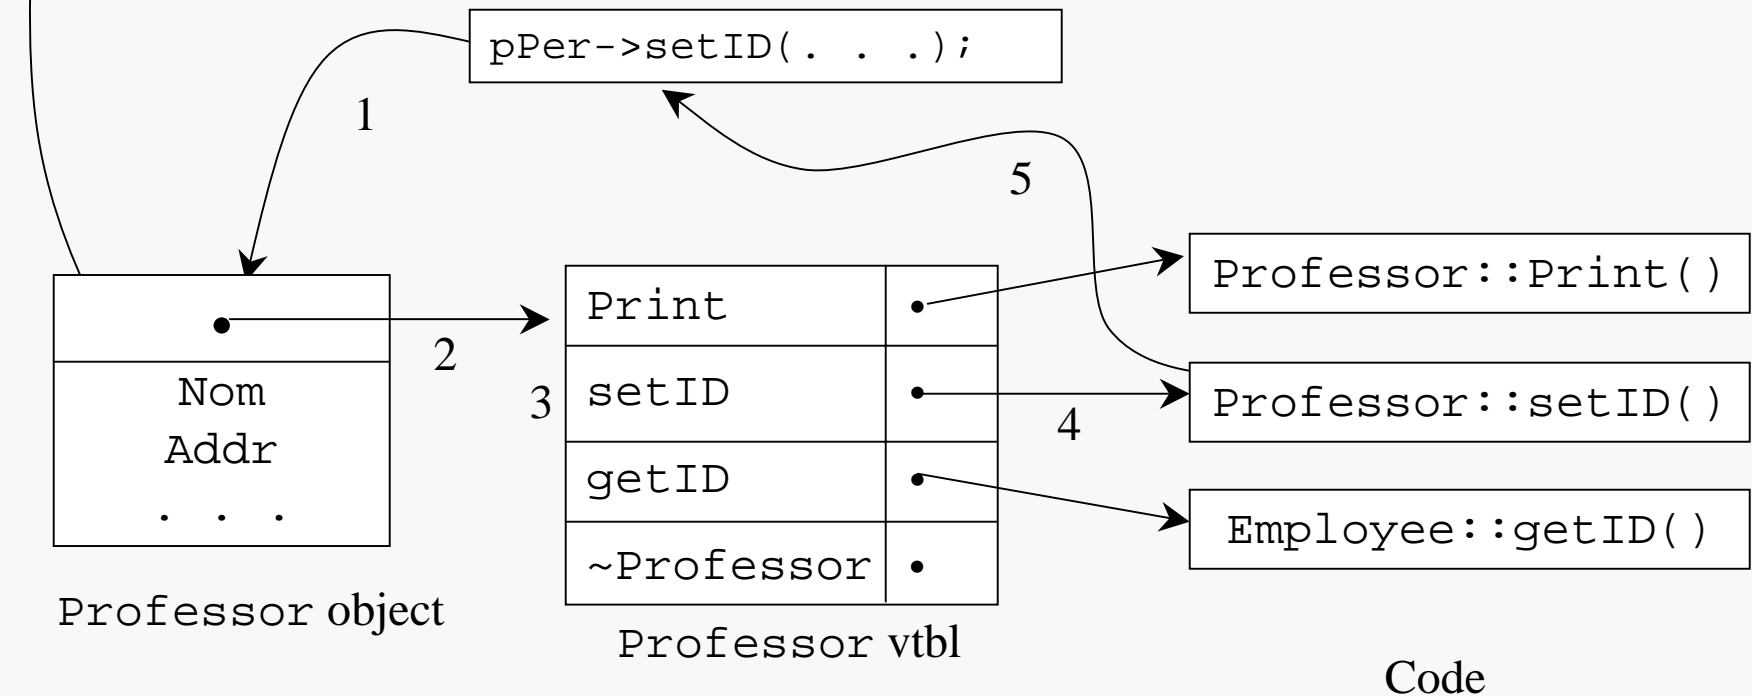 pPer->setID(. . .);
1
5
Professor::Print()
Print
2
Nom
3
setID
4
Professor::setID()
Addr
getID
. . .
Employee::getID()
~Professor
Professor object
Professor vtbl
Code